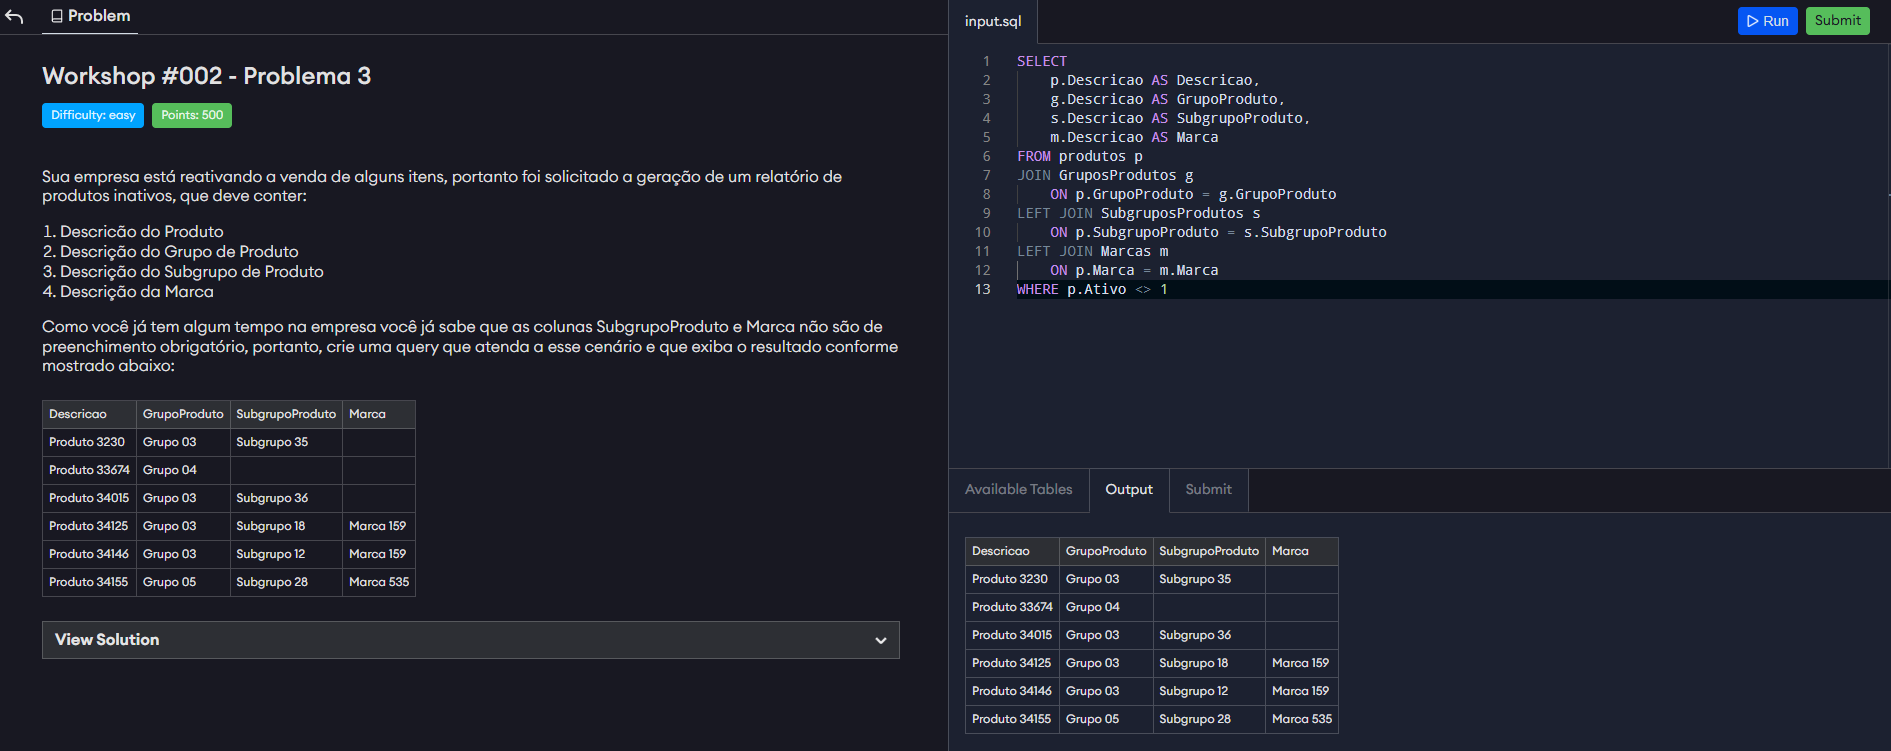 Problem
Workshop #002 - Problema 3
Difficulty: easy
Points: 500
Sua empresa está reativando a venda de alguns itens, portanto foi solicitado a geração de um relatório de
produtos inativos, que deve conter:
1. Descricão do Produto
2. Descrição do Grupo de Produto
3. Descrição do Subgrupo de Produto
4. Descrição da Marca
Como você já tem algum tempo na empresa você já sabe que as colunas SubgrupoProduto e Marca não são de
preenchimento obrigatório, portanto, crie uma query que atenda a esse cenário e que exiba o resultado conforme
mostrado abaixo:
Descricao GrupoProduto SubgrupoProduto Marca
Produto 3230 Grupo 03 Subgrupo 35
Produto 33674 Grupo 04
Produto 34015 Grupo 03 Subgrupo 36
Produto 34125 Grupo 03 Subgrupo 18 Marca 159
Produto 34146 Grupo 03 Subgrupo 12 Marca 159
Produto 34155 Grupo 05 Subgrupo 28 Marca 535
View Solution
input.sql
Run
Submit
1 SELECT
2 p.Descricao AS Descricao,
3 g.Descricao AS GrupoProduto,
4 s.Descricao AS SubgrupoProduto,
5 m.Descricao AS Marca
6 FROM produtos p
7 JOIN GruposProdutos g
8 ON p.GrupoProduto = g.GrupoProduto
9 LEFT JOIN SubgruposProdutos s
10 ON p.SubgrupoProduto = s.SubgrupoProduto
11 LEFT JOIN Marcas m
12 ON p.Marca = m.Marca
13 WHERE p.Ativo <> 1
Available Tables
Output
Submit
Descricao GrupoProduto SubgrupoProduto Marca
Produto 3230 Grupo 03 Subgrupo 35
Produto 33674 Grupo 04
Produto 34015 Grupo 03 Subgrupo 36
Produto 34125 Grupo 03 Subgrupo 18 Marca 159
Produto 34146 Grupo 03 Subgrupo 12 Marca 159
Produto 34155 Grupo 05 Subgrupo 28 Marca 535